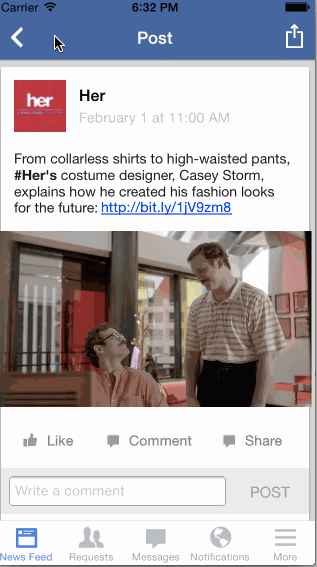 Carrier 6:32 PM
Post
her
Her
February 1 at 11:00 AM
From collarless shirts to high-waisted pants,
#Her's costume designer, Casey Storm,
explains how he created his fashion looks
for the future: http://bit.ly/1jV9zm8
Like Comment Share
Write a comment POST
News Feed Requests Messages Notifications More